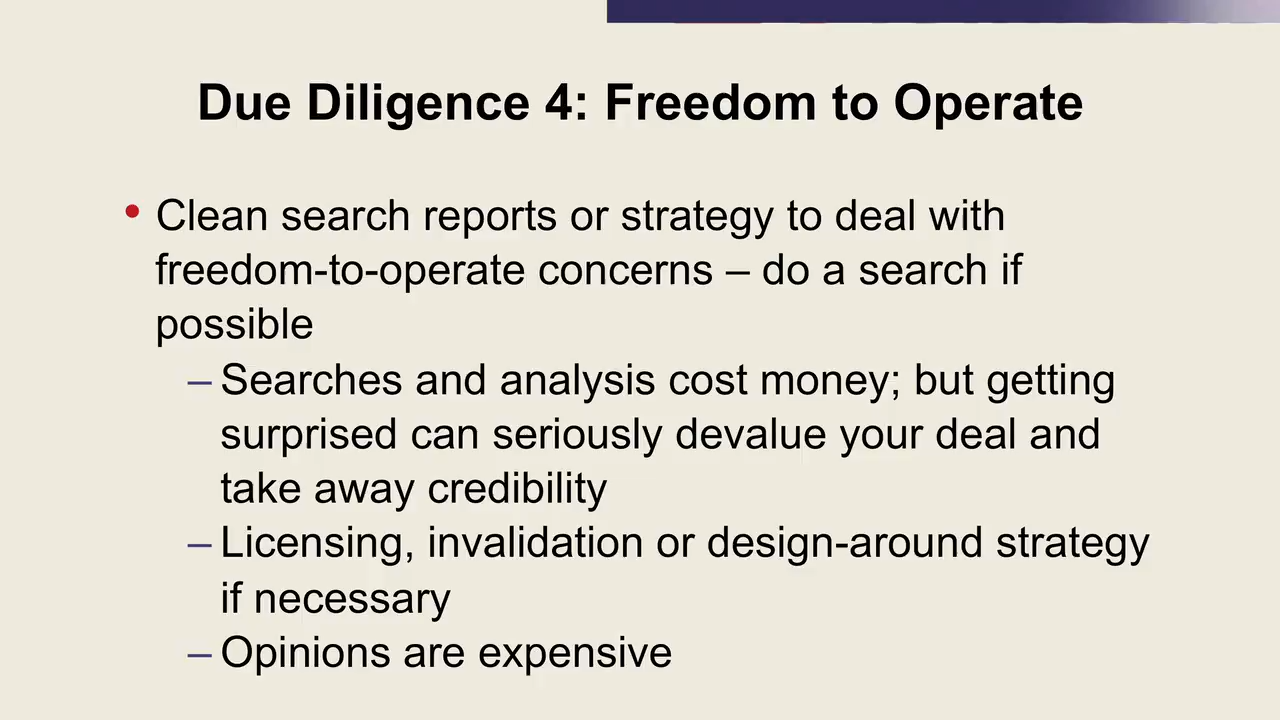 Due Diligence 4: Freedom to Operate
• Clean search reports or strategy to deal with
freedom-to-operate concerns – do a search if
possible
– Searches and analysis cost money; but getting
surprised can seriously devalue your deal and
take away credibility
– Licensing, invalidation or design-around strategy
if necessary
– Opinions are expensive